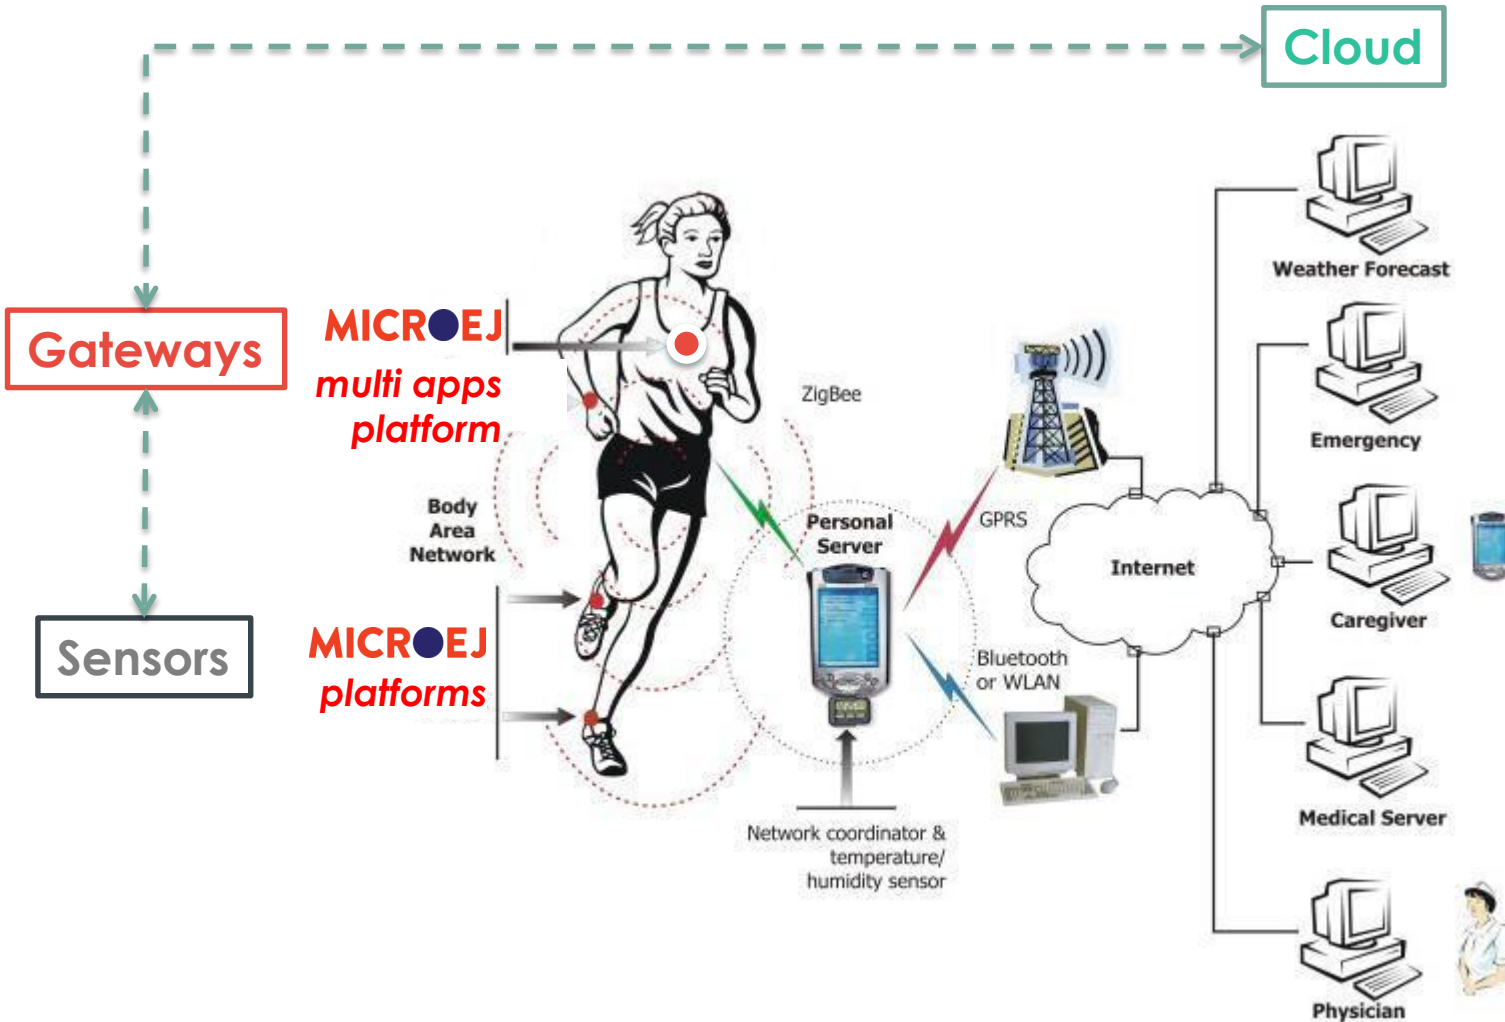 Cloud
Weather Forecast
Gateways
MICROEJ
multi apps
platform
ZigBee
Emergency
Body
Area
Network
Personal
Server
GPRS
Internet
Caregiver
Sensors
MICROEJ
platforms
Bluetooth
or WLAN
Medical Server
Network coordinator &
temperature/
humidity sensor
Physician